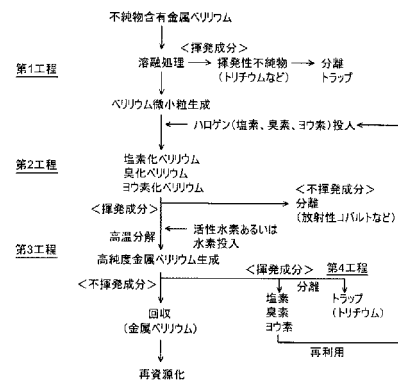 不純物含有金属ベリリウム
<揮発成分>
第1工程
溶融処理
揮発性不純物
(トリチウムなど)
分離
トラップ
ベリリウム微小粒生成
ハロゲン(塩素、臭素、ヨウ素)投入
第2工程
塩素化ベリリウム
臭化ベリリウム
ヨウ素化ベリリウム
<揮発成分>
<不揮発成分>
分離
(放射性コバルトなど)
高温分解
活性水素あるいは
水素投入
第3工程
高純度金属ベリリウム生成
<不揮発成分>
<揮発成分>
第4工程
分離
回収
(金属ベリリウム)
塩素
臭素
ヨウ素
トラップ
(トリチウム)
再利用
再資源化